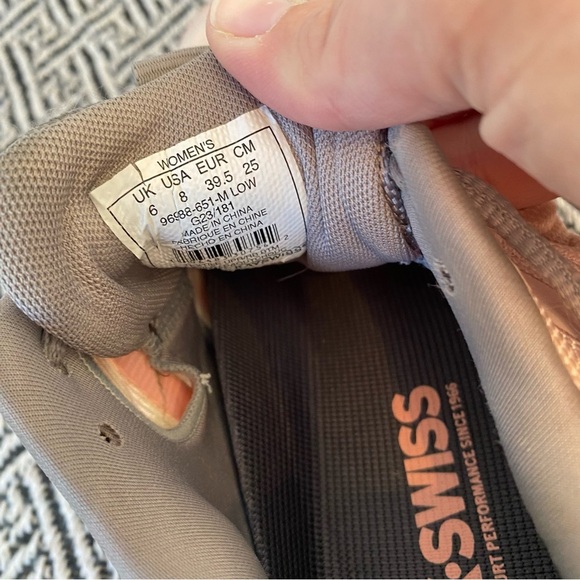 WOMEN'S
UK USA EUR CM
6 8 39.5 25
96988-651-M LOW
G23/181
MADE IN CHINA
FABRIQUE EN CHINE
HECHO EN CHINA
K·SWISS
COURT PERFORMANCE SINCE 1966